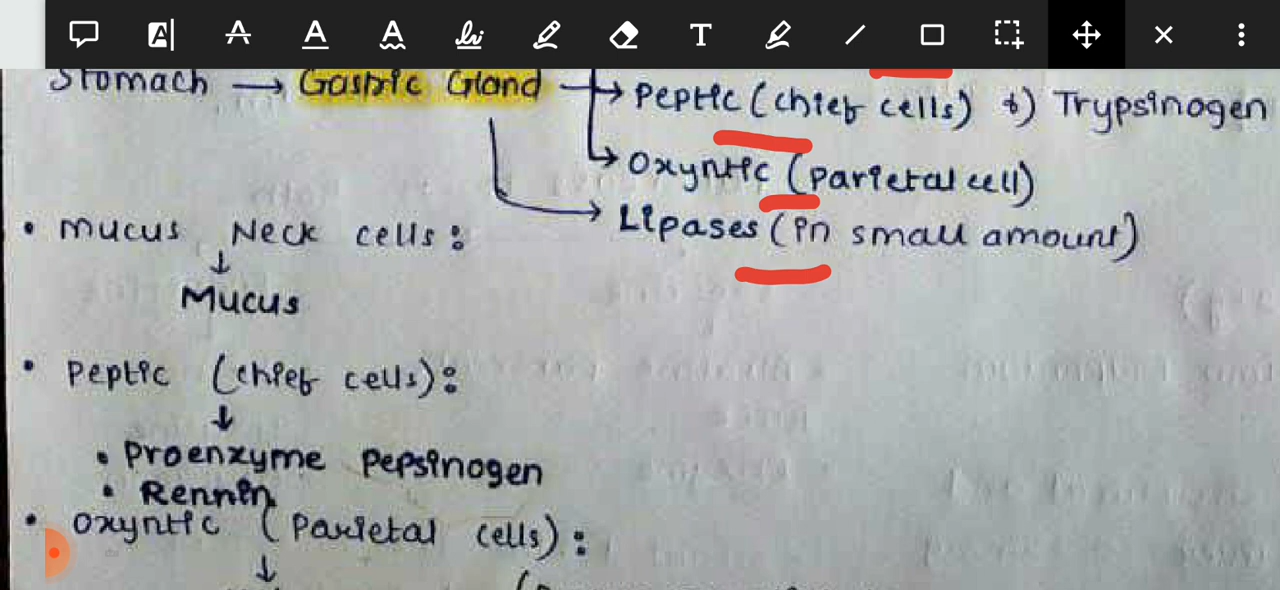 Stomach → Gastric Gland → Peptic (chief cells) Trypsinogen
→ Oxyntic (parietal cell)
→ Lipases (in small amount)
• Mucus Neck cells:
↓
Mucus
• Peptic (chief cells):
↓
• Proenzyme Pepsinogen
• Rennin
• Oxyntic (Parietal cells):
↓